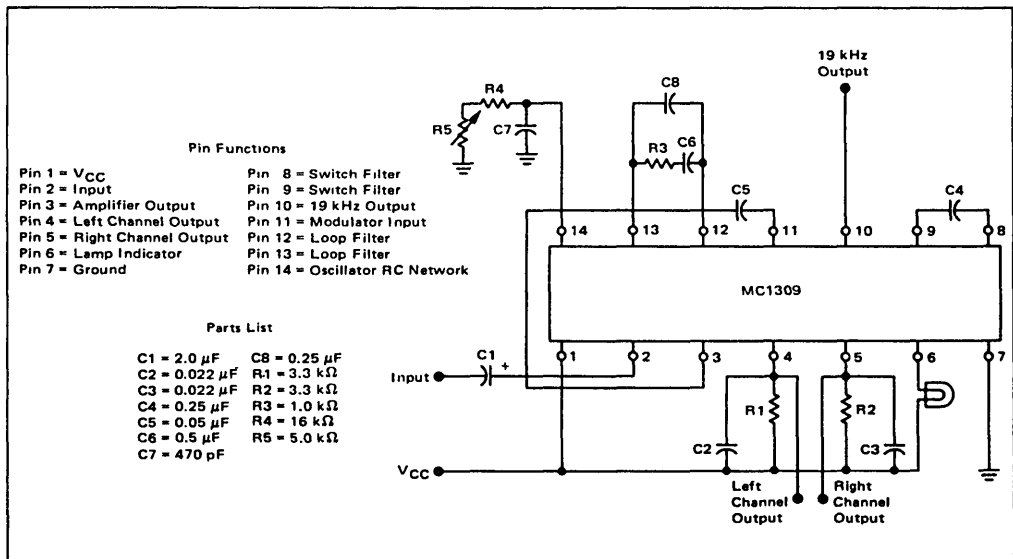 Pin Functions
Pin 1 = VCC
Pin 2 = Input
Pin 3 = Amplifier Output
Pin 4 = Left Channel Output
Pin 5 = Right Channel Output
Pin 6 = Lamp Indicator
Pin 7 = Ground
Pin 8 = Switch Filter
Pin 9 = Switch Filter
Pin 10 = 19 kHz Output
Pin 11 = Modulator Input
Pin 12 = Loop Filter
Pin 13 = Loop Filter
Pin 14 = Oscillator RC Network
Parts List
C1 = 2.0 µF
C2 = 0.022 µF
C3 = 0.022 µF
C4 = 0.25 µF
C5 = 0.05 µF
C6 = 0.5 µF
C7 = 470 pF
C8 = 0.25 µF
R1 = 3.3 kΩ
R2 = 3.3 kΩ
R3 = 1.0 kΩ
R4 = 16 kΩ
R5 = 5.0 kΩ
19 kHz
Output
R4
R5
C7
C8
R3
C6
C5
C4
14
13
12
11
10
9
8
MC1309
1
2
3
4
5
6
7
Input
C1
+
R1
R2
C2
C3
VCC
Left
Channel
Output
Right
Channel
Output